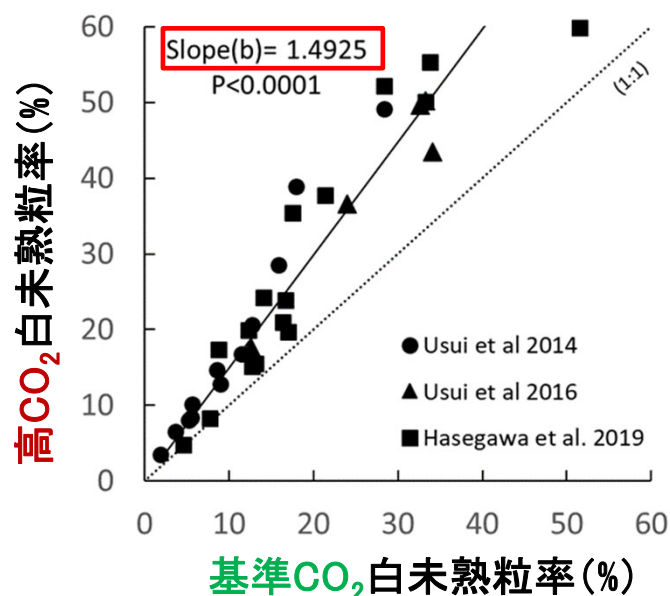 60
50
40
30
20
10
0
高CO₂白未熟粒率(%)
Slope(b)= 1.4925
P<0.0001
(1:1)
Usui et al 2014
Usui et al 2016
Hasegawa et al. 2019
0 10 20 30 40 50 60
基準CO₂白未熟粒率(%)